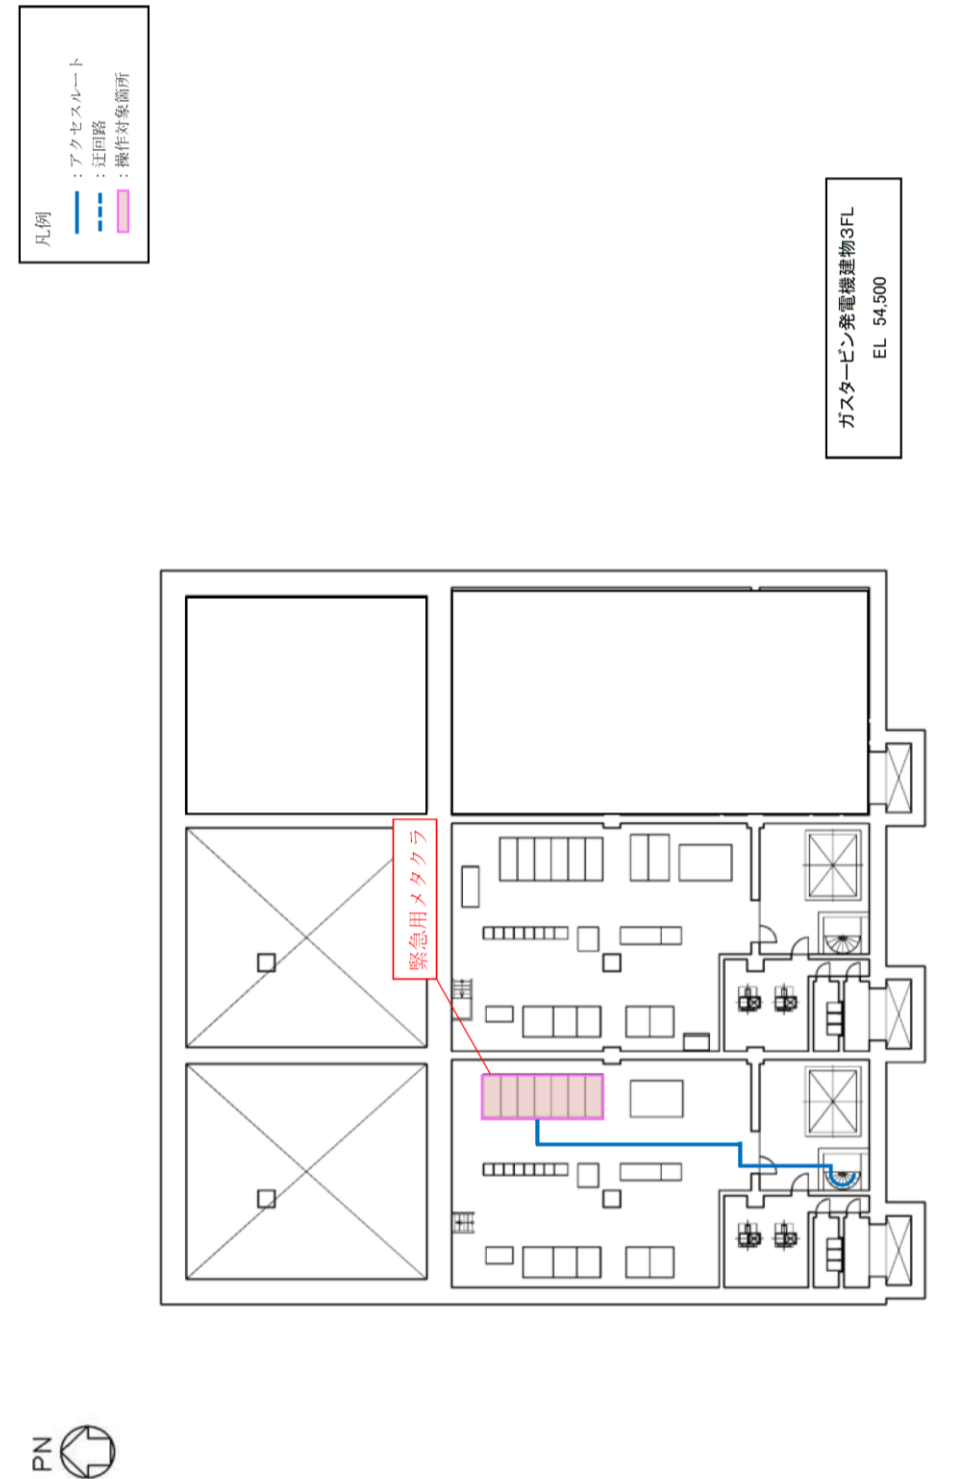 凡例
：アクセスルート
：迂回路
：操作対象箇所
ガスタービン発電機建物3FL
EL 54,500
緊急用メタクラ
PN